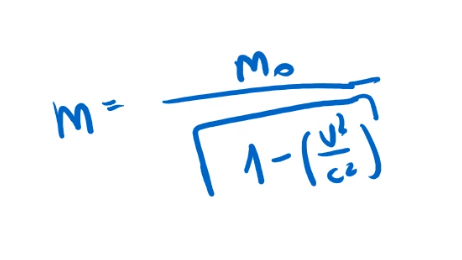 m = m₀ / √(1 - (v²/c²))